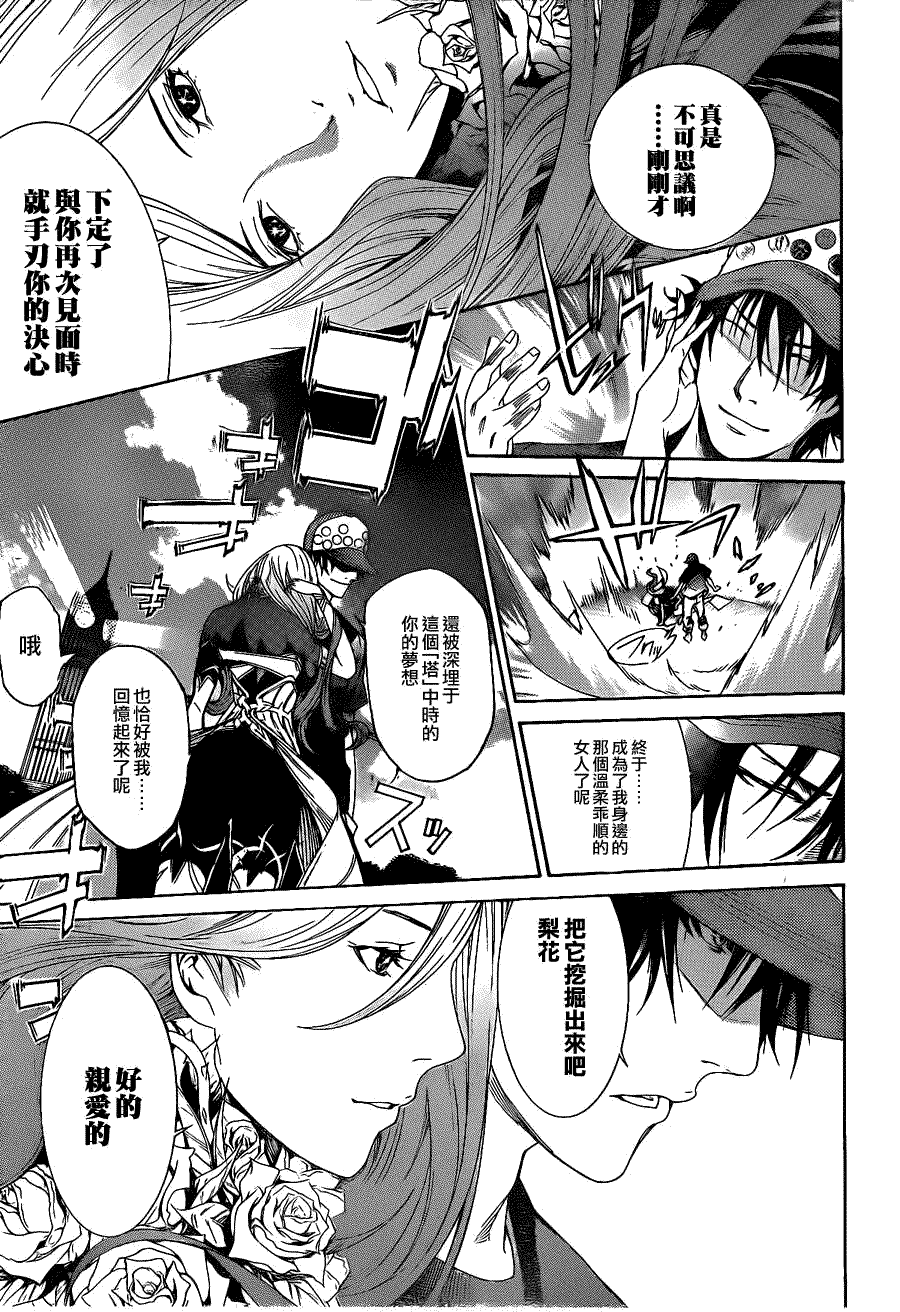 真是
不可思議啊
……剛剛才
下定了
與你再次見面時
就手刃你的決心
ギギ
終于……
成為了我身邊的
那個溫柔乖順的
女人了呢
還被深埋于
這個「塔」中時的
你的夢想
也恰好被我……
回憶起來了呢
哦
スッ
把它挖掘出來吧
梨花
好的
親愛的